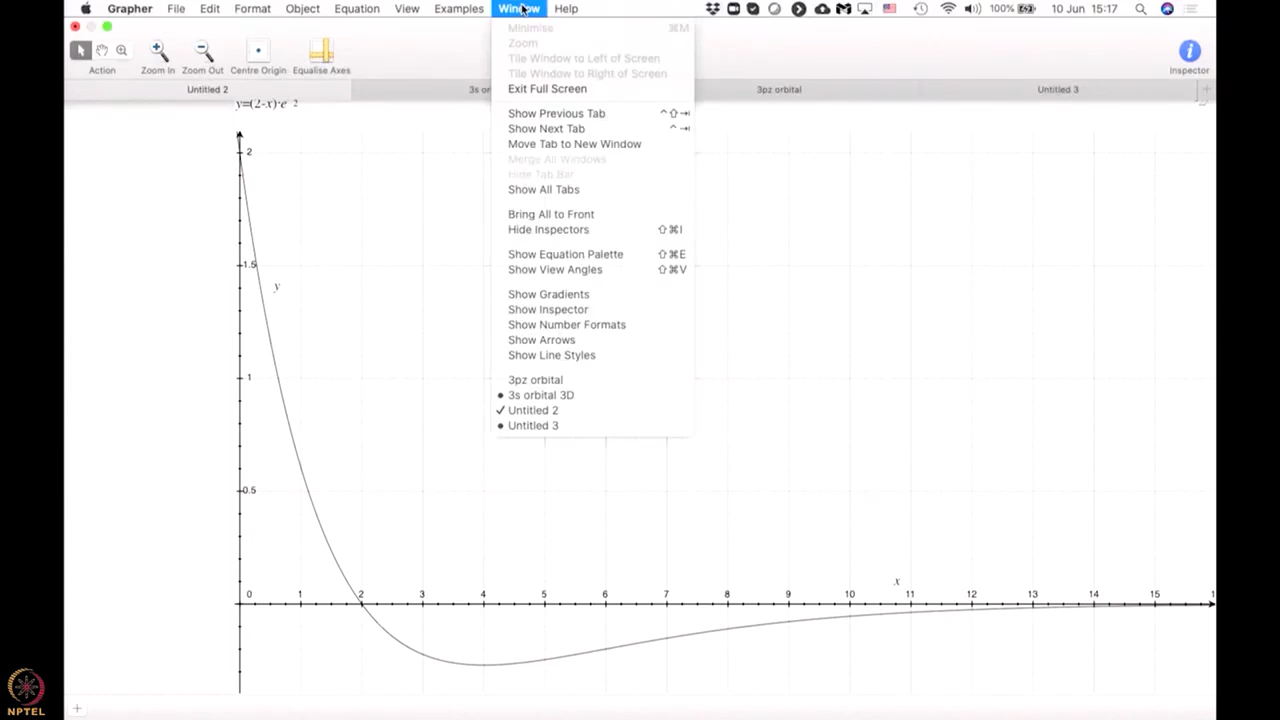 Grapher File Edit Format Object Equation View Examples Window Help 100% 10 Jun 15:17
Action Zoom In Zoom Out Centre Origin Equalise Axes Inspector
Untitled 2 3s or 3pz orbital Untitled 3
y=(2-x)·e 2
Minimise ⌘M
Zoom
Tile Window to Left of Screen
Tile Window to Right of Screen
Exit Full Screen
Show Previous Tab ^⇧⇥
Show Next Tab ^⇥
Move Tab to New Window
Merge All Windows
Hide Tab Bar
Show All Tabs
Bring All to Front
Hide Inspectors ⇧⌘I
Show Equation Palette ⇧⌘E
Show View Angles ⇧⌘V
Show Gradients
Show Inspector
Show Number Formats
Show Arrows
Show Line Styles
3pz orbital
• 3s orbital 3D
✓ Untitled 2
• Untitled 3
2
1.5
y
1
0.5
x
0 1 2 3 4 5 6 7 8 9 10 11 12 13 14 15 1
NPTEL